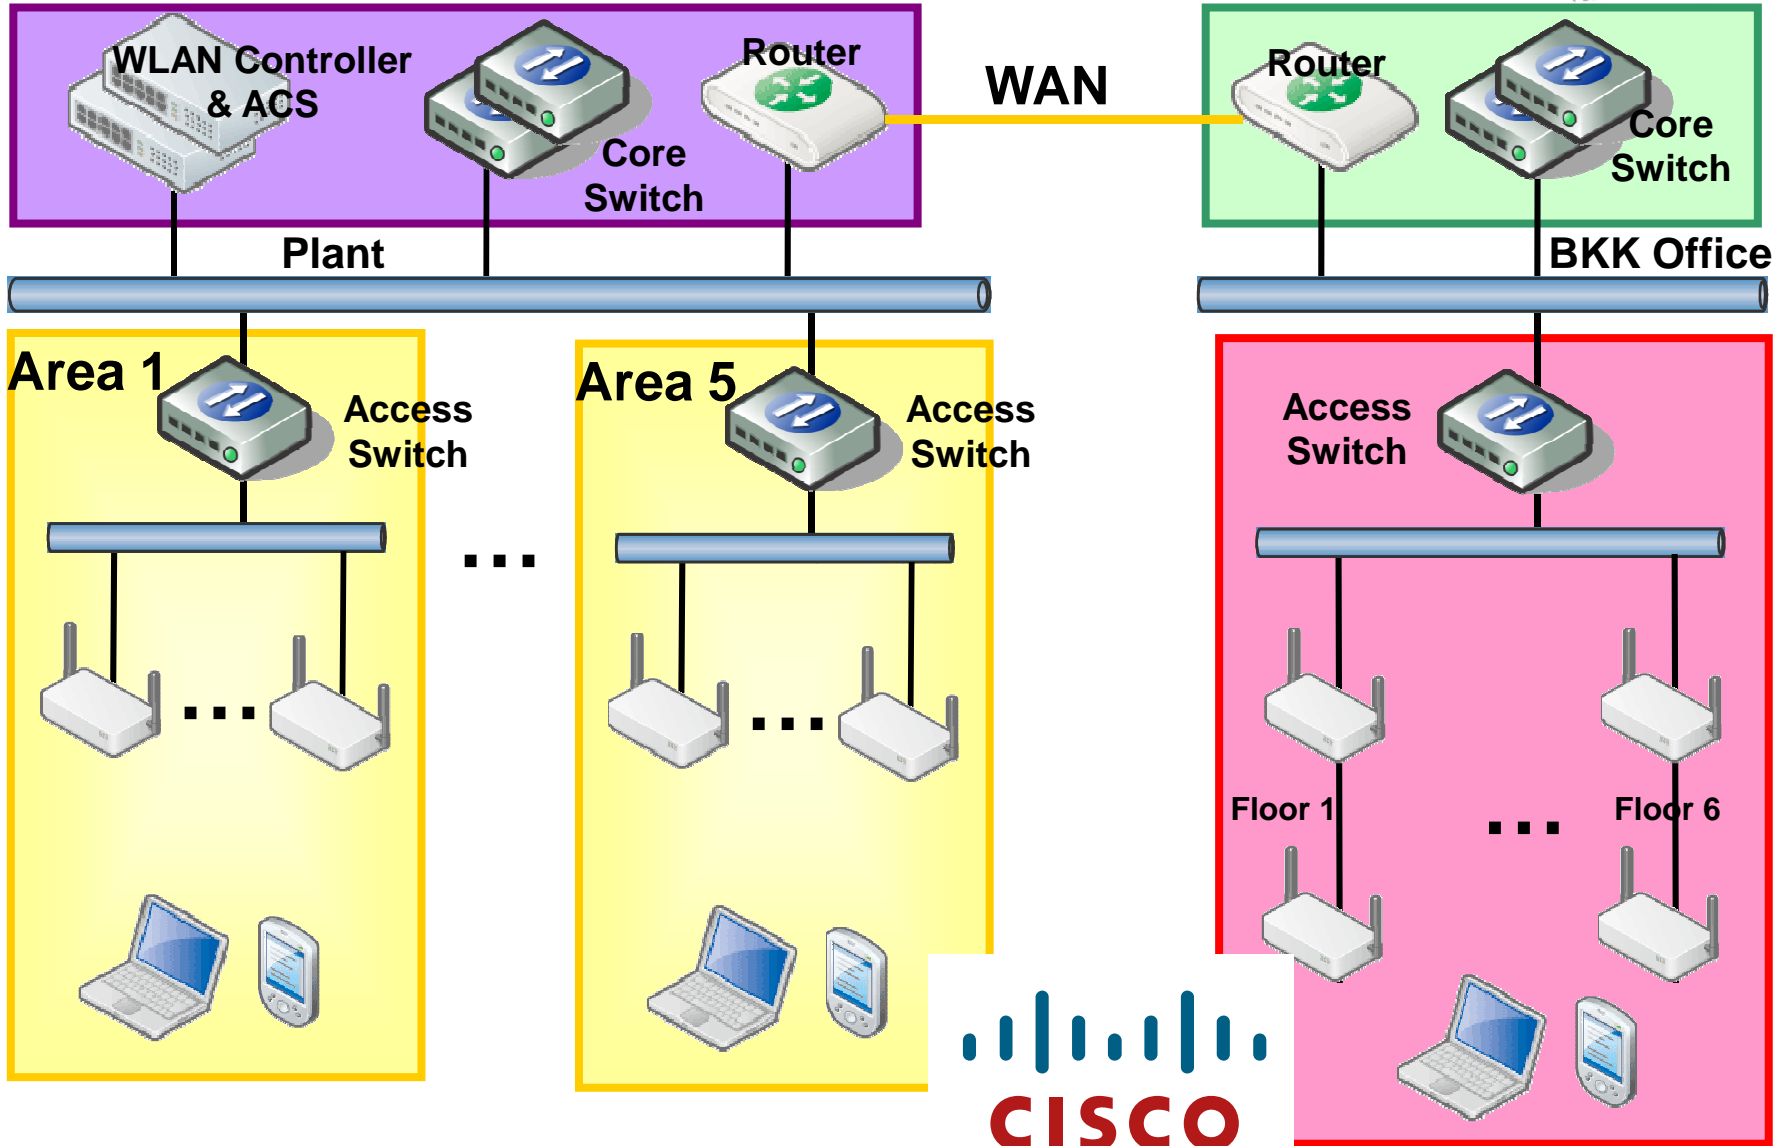 WLAN Controller
& ACS
Core
Switch
Router
WAN
Router
Core
Switch
Plant
BKK Office
Area 1
Access
Switch
Area 5
Access
Switch
Access
Switch
...
...
...
Floor 1
...
Floor 6
CISCO